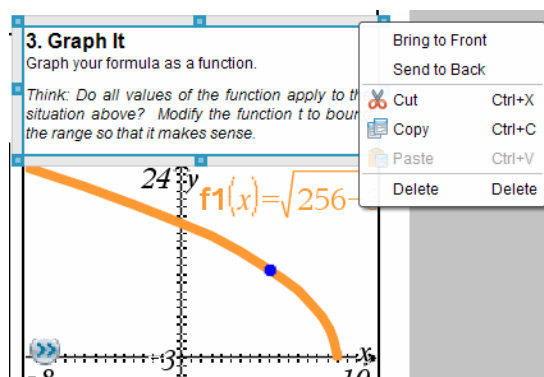 3. Graph It
Graph your formula as a function.
Think: Do all values of the function apply to
situation above? Modify the function t to
the range so that it makes sense.
Bring to Front
Send to Back
Cut Ctrl+X
Copy Ctrl+C
Paste Ctrl+V
Delete Delete
24 y
f1(x)=√256-
-3
x
-8
10